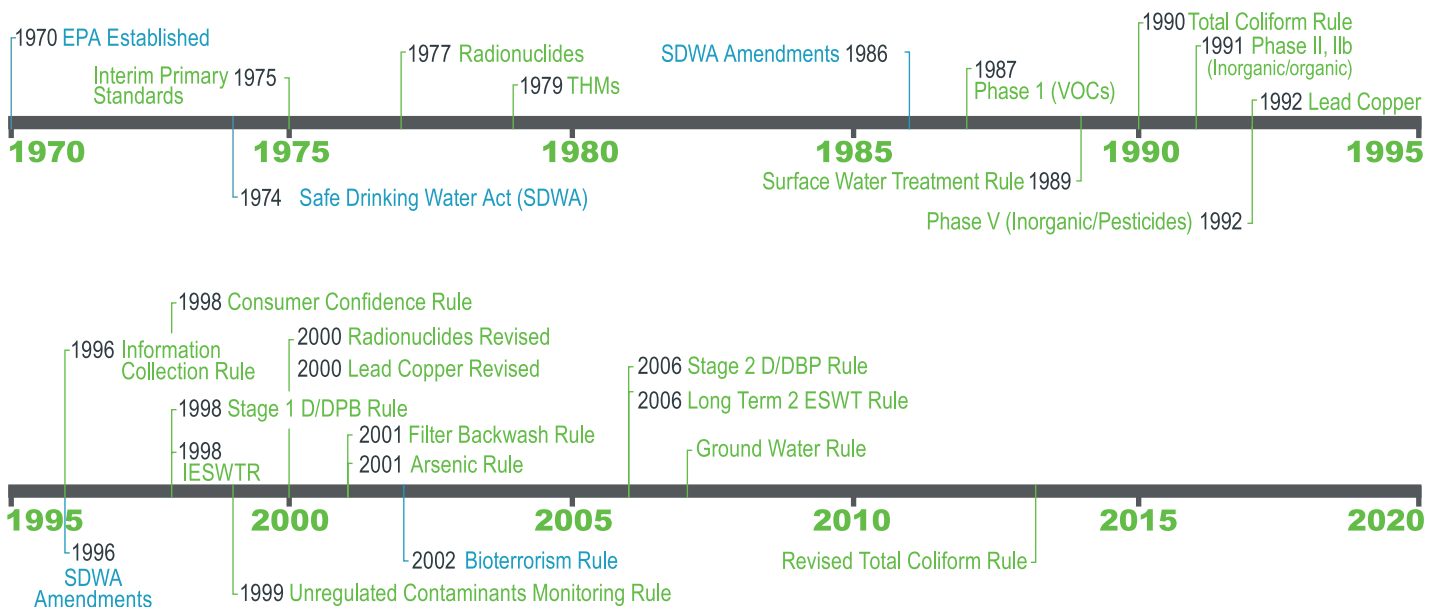 1970 EPA Established
Interim Primary 1975
Standards
1977 Radionuclides
1979 THMs
SDWA Amendments 1986
1987
Phase 1 (VOCs)
1990 Total Coliform Rule
1991 Phase II, IIb
(Inorganic/organic)
1992 Lead Copper
1970 1975 1980 1985 1990 1995
1974 Safe Drinking Water Act (SDWA)
Surface Water Treatment Rule 1989
Phase V (Inorganic/Pesticides) 1992
1998 Consumer Confidence Rule
1996 Information
Collection Rule
2000 Radionuclides Revised
2000 Lead Copper Revised
1998 Stage 1 D/DPB Rule
1998
IESWTR
2001 Filter Backwash Rule
2001 Arsenic Rule
2006 Stage 2 D/DBP Rule
2006 Long Term 2 ESWT Rule
Ground Water Rule
1995 2000 2005 2010 2015 2020
1996
SDWA
Amendments
1999 Unregulated Contaminants Monitoring Rule
2002 Bioterrorism Rule
Revised Total Coliform Rule